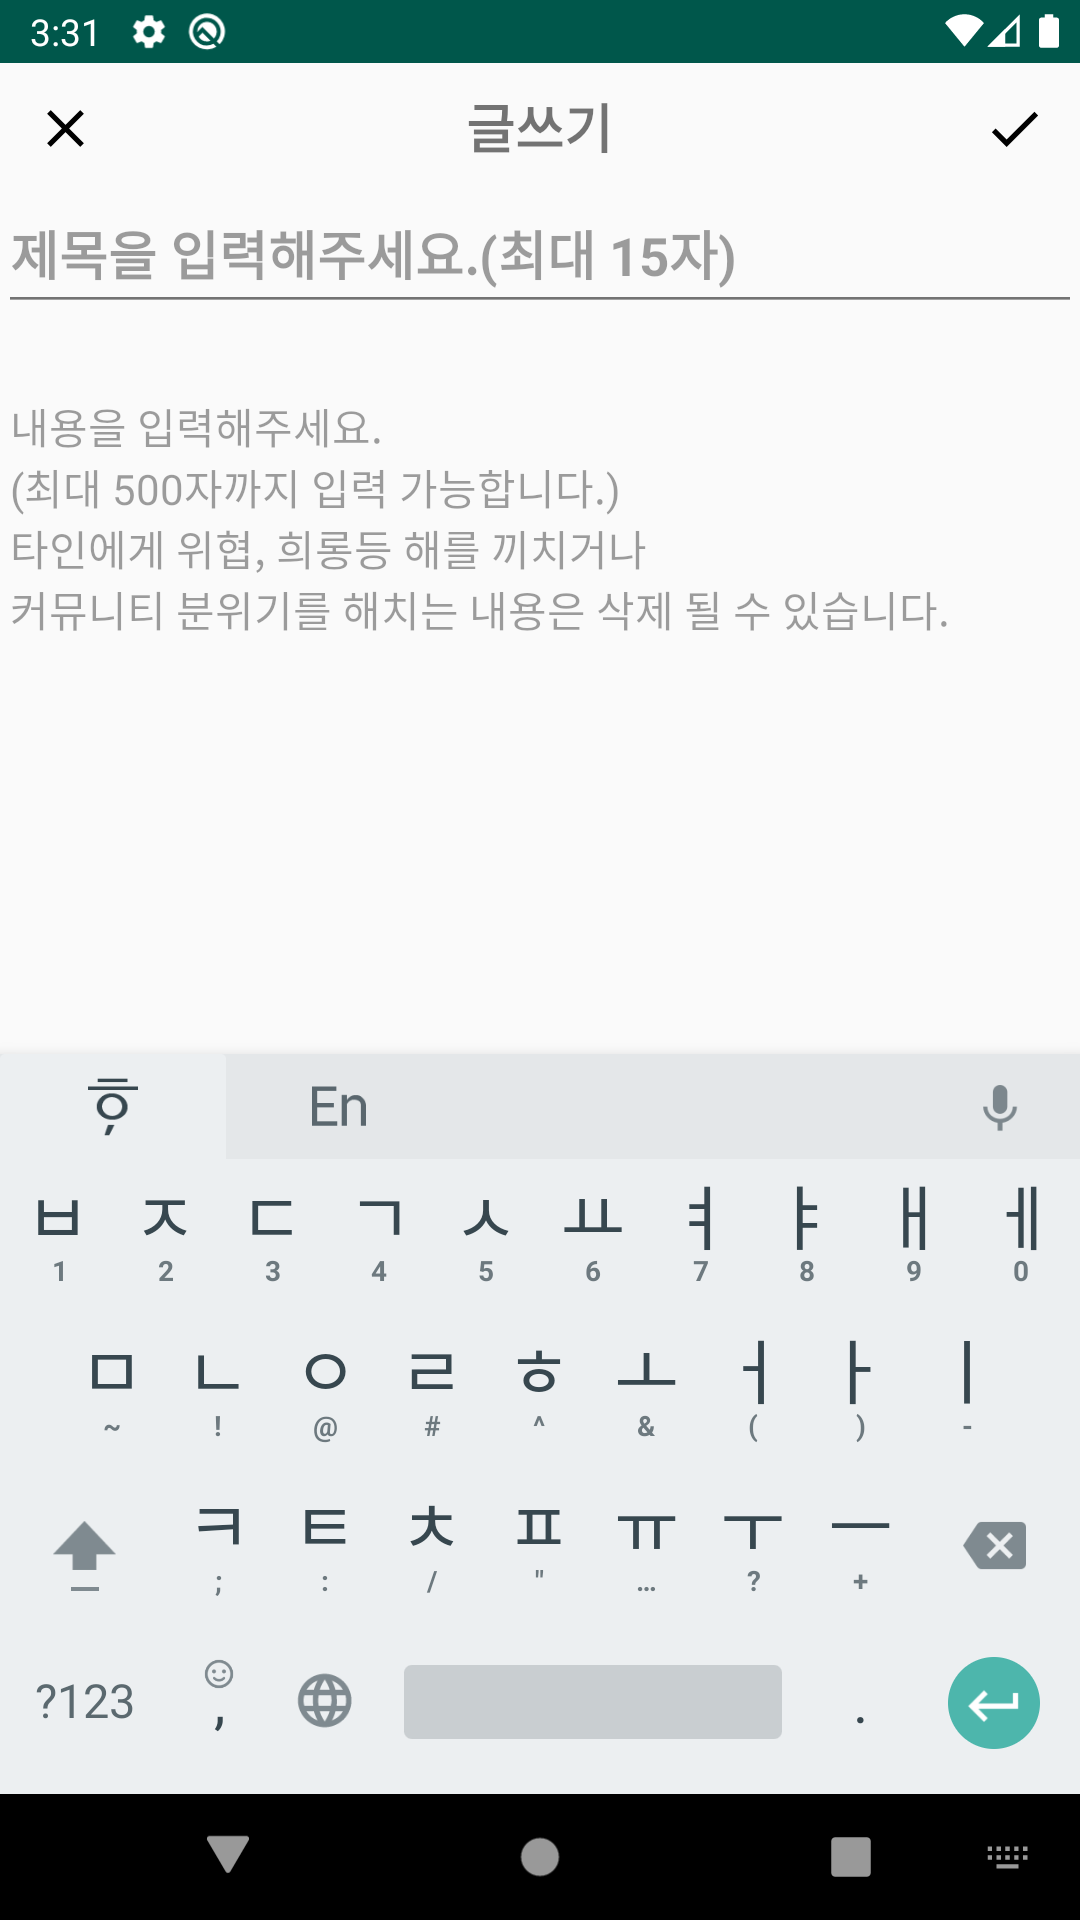 3:31
글쓰기
제목을 입력해주세요.(최대 15자)
내용을 입력해주세요.
(최대 500자까지 입력 가능합니다.)
타인에게 위협, 희롱등 해를 끼치거나
커뮤니티 분위기를 해치는 내용은 삭제 될 수 있습니다.
En
ㅂ ㅈ ㄷ ㄱ ㅅ ㅛ ㅕ ㅑ ㅐ ㅔ
1 2 3 4 5 6 7 8 9 0
ㅁ ㄴ ㅇ ㄹ ㅎ ㅗ ㅓ ㅏ ㅣ
~ ! @ # ^ & ( ) -
ㅋ ㅌ ㅊ ㅍ ㅠ ㅜ ㅡ
; : / " … ? +
?123 , .